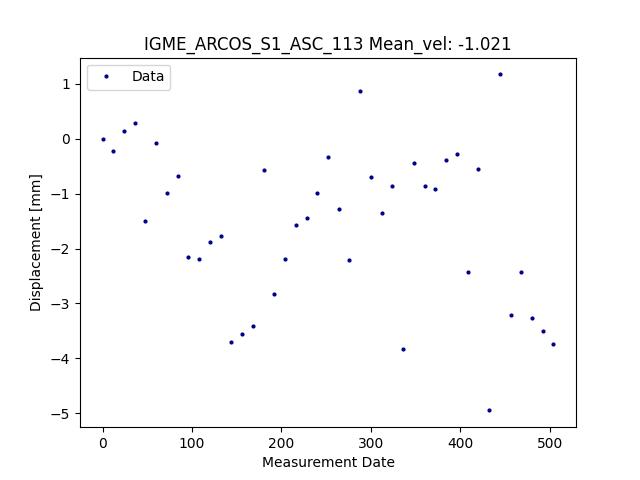 IGME_ARCOS_S1_ASC_113 Mean_vel: -1.021
Data
1
0
−1
−2
−3
−4
−5
Displacement [mm]
0 100 200 300 400 500
Measurement Date